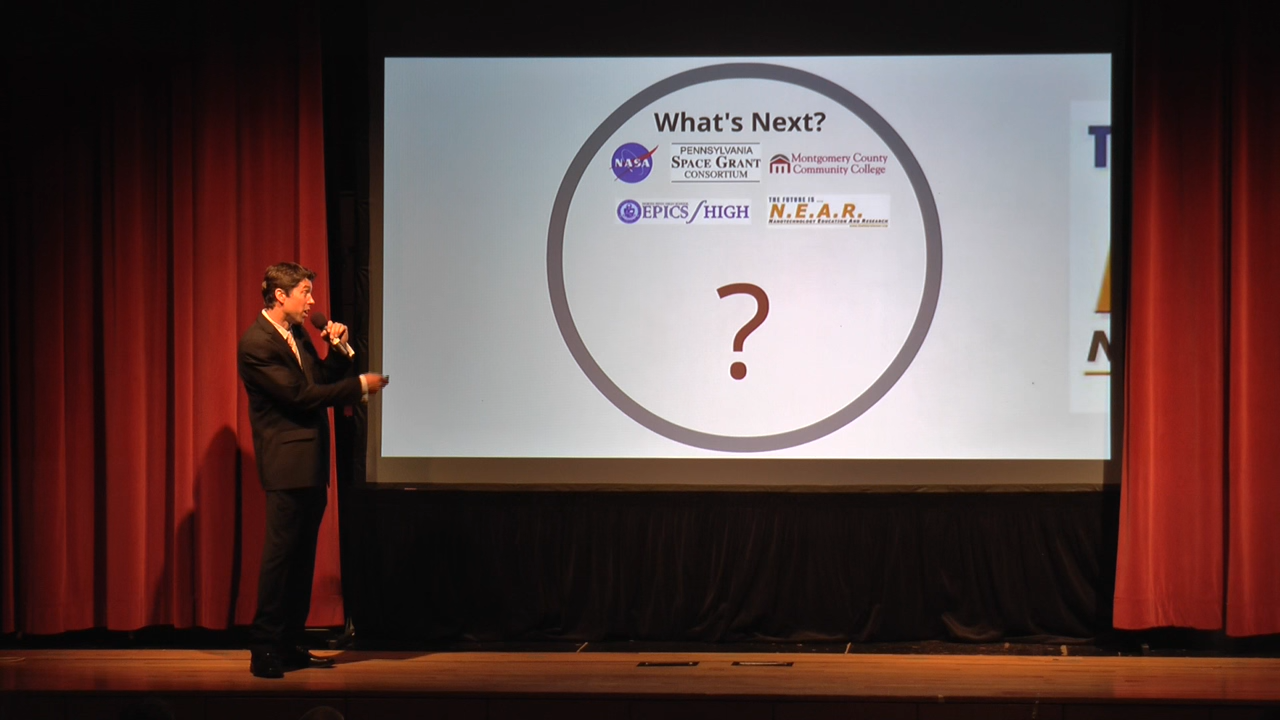 What's Next?
NASA
PENNSYLVANIA
SPACE GRANT
CONSORTIUM
Montgomery County
Community College
EPICS/HIGH
THE FUTURE IS ...
N.E.A.R.
NANOTECHNOLOGY EDUCATION AND RESEARCH
?
T
N